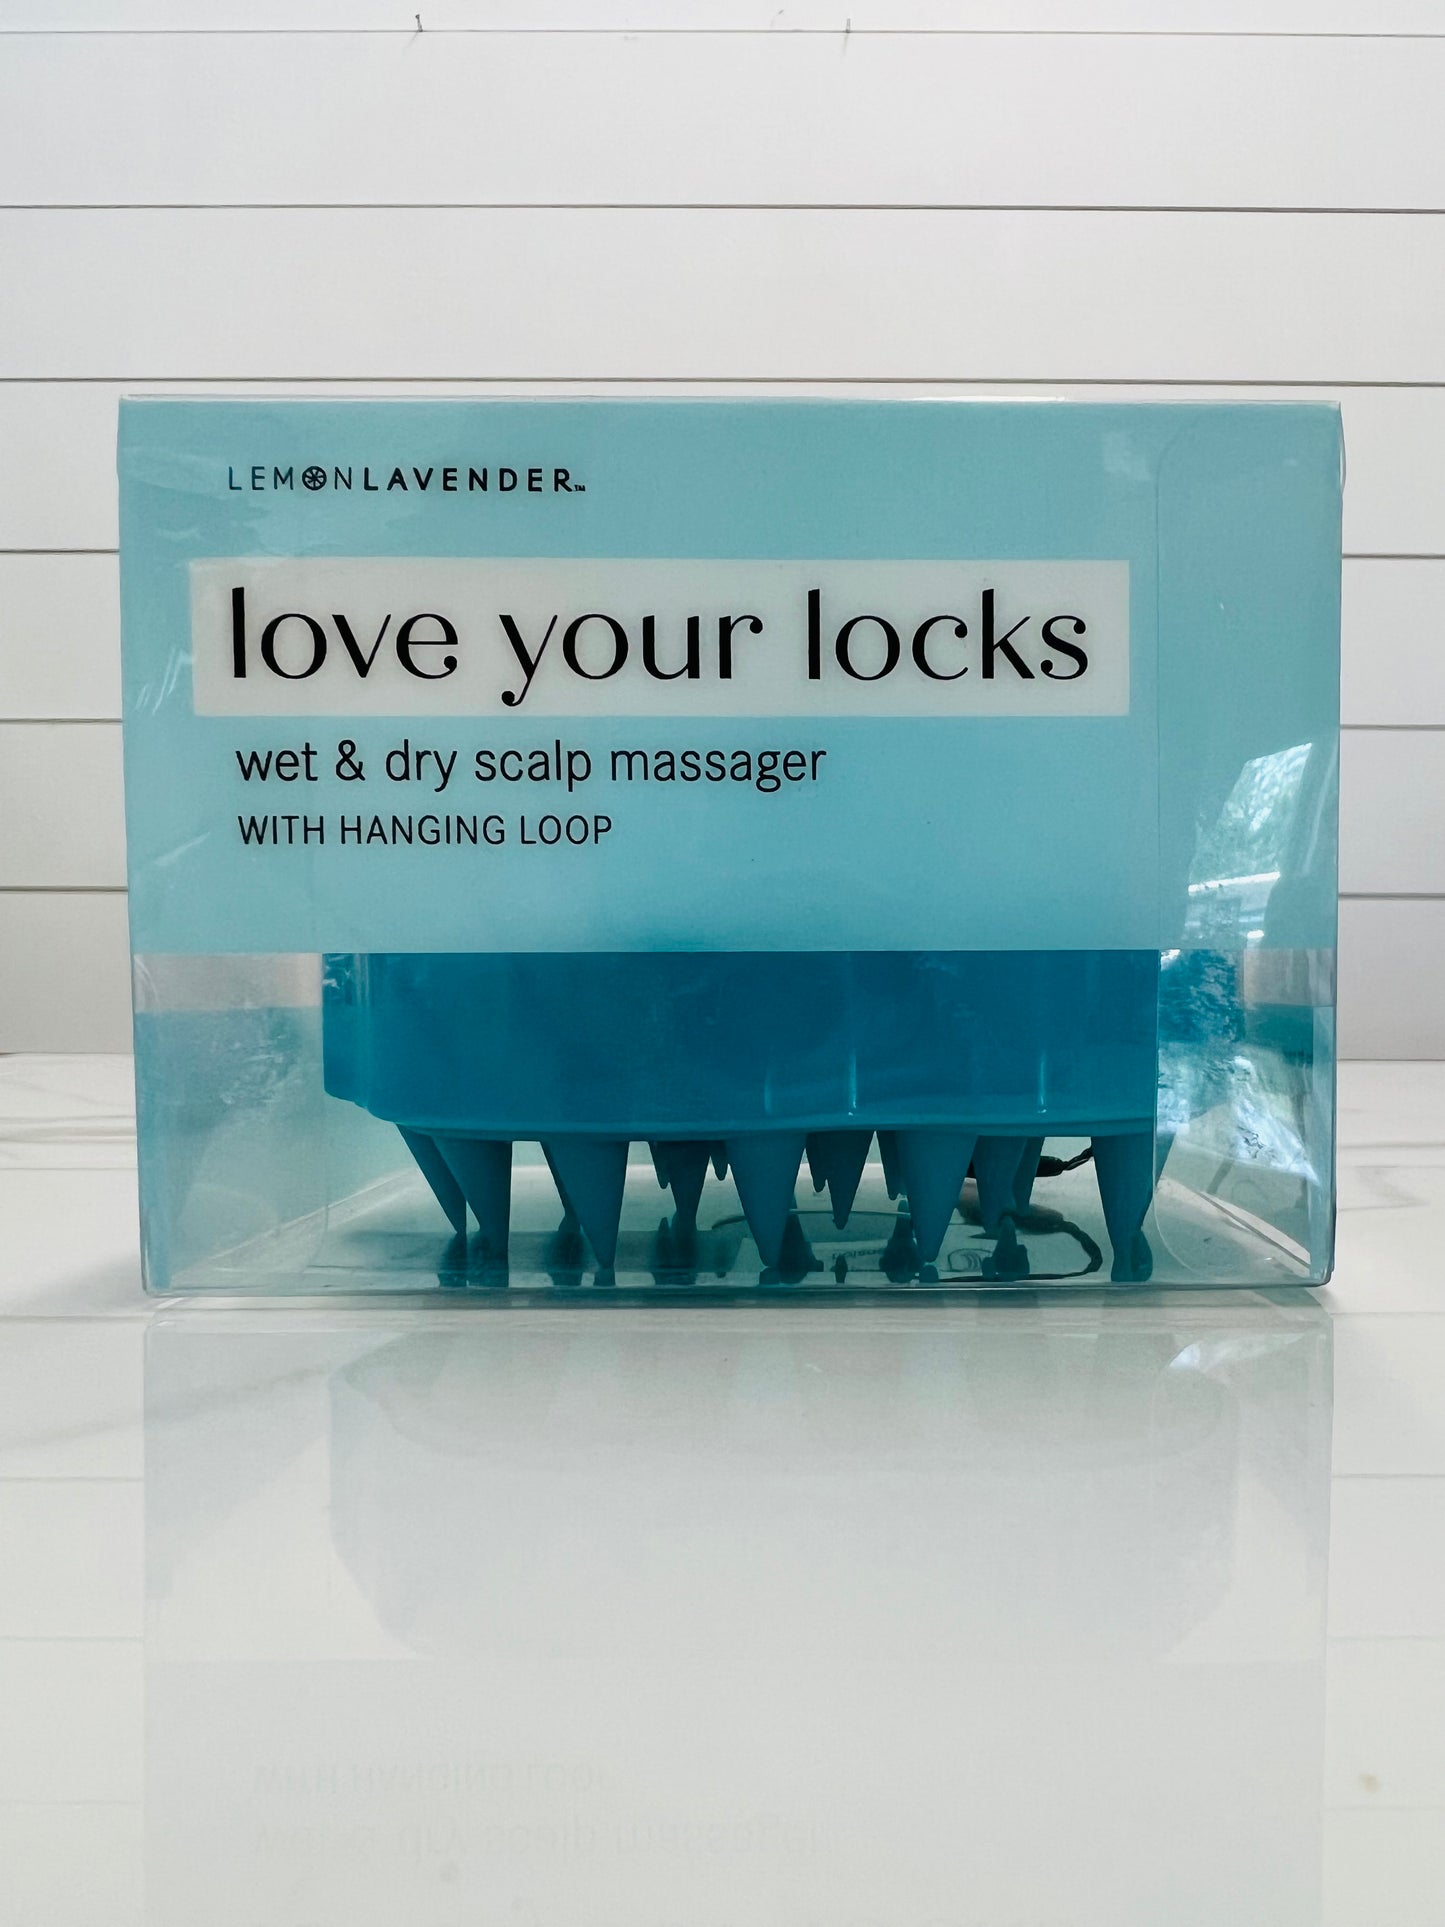 LEMONLAVENDER™
love your locks
wet & dry scalp massager
WITH HANGING LOOP